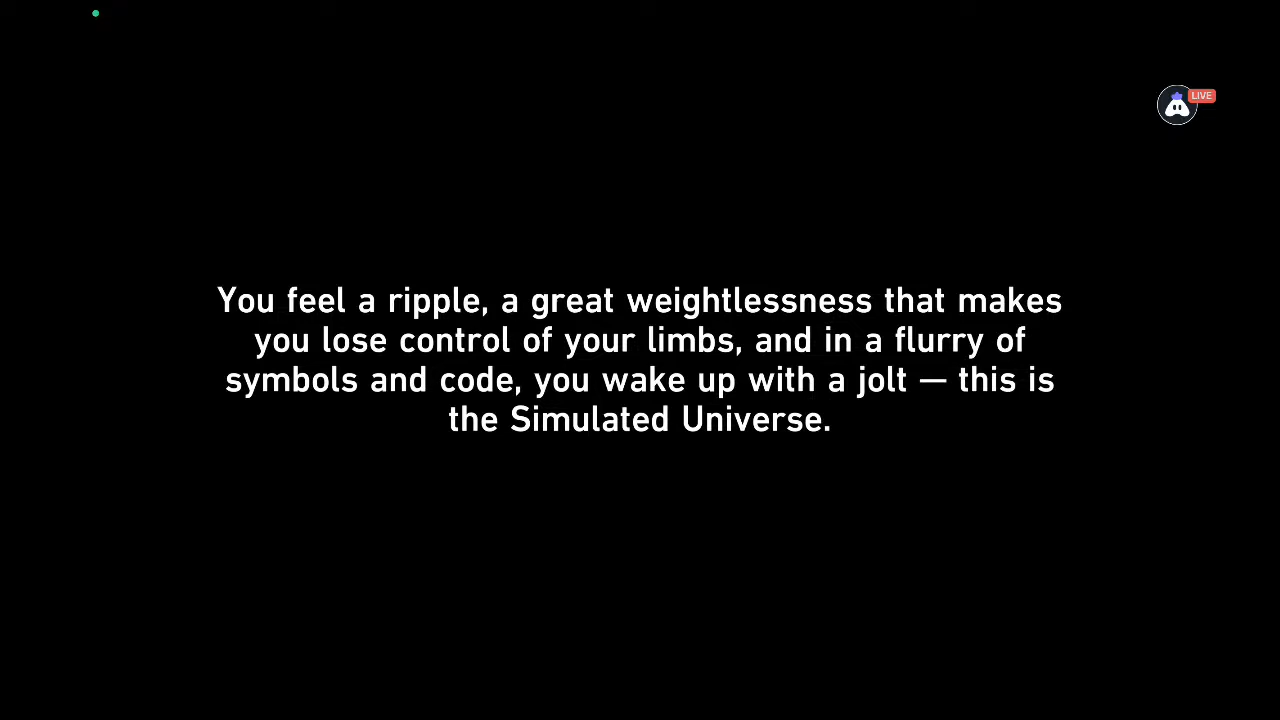 LIVE
You feel a ripple, a great weightlessness that makes
you lose control of your limbs, and in a flurry of
symbols and code, you wake up with a jolt — this is
the Simulated Universe.